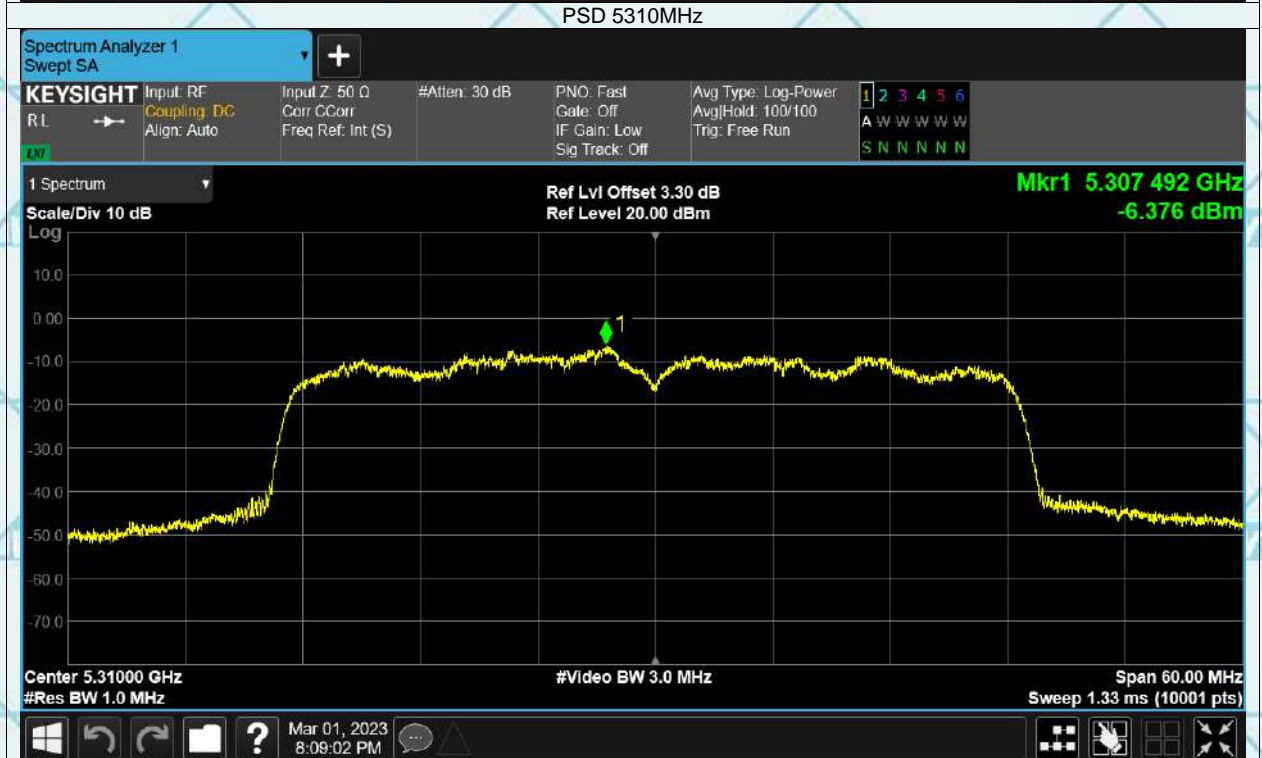 PSD 5310MHz
Spectrum Analyzer 1
Swept SA
+
KEYSIGHT
RL
LXI
Input: RF
Coupling: DC
Align: Auto
Input Z: 50 Ω
Corr CCorr
Freq Ref: Int (S)
#Atten: 30 dB
PNO: Fast
Gate: Off
IF Gain: Low
Sig Track: Off
Avg Type: Log-Power
Avg|Hold: 100/100
Trig: Free Run
1 2 3 4 5 6
A W W W W W
S N N N N N
1 Spectrum
Scale/Div 10 dB
Log
Ref Lvl Offset 3.30 dB
Ref Level 20.00 dBm
Mkr1 5.307 492 GHz
-6.376 dBm
10.0
0.00
1
-10.0
-20.0
-30.0
-40.0
-50.0
-60.0
-70.0
Center 5.31000 GHz
#Res BW 1.0 MHz
#Video BW 3.0 MHz
Span 60.00 MHz
Sweep 1.33 ms (10001 pts)
?
Mar 01, 2023
8:09:02 PM